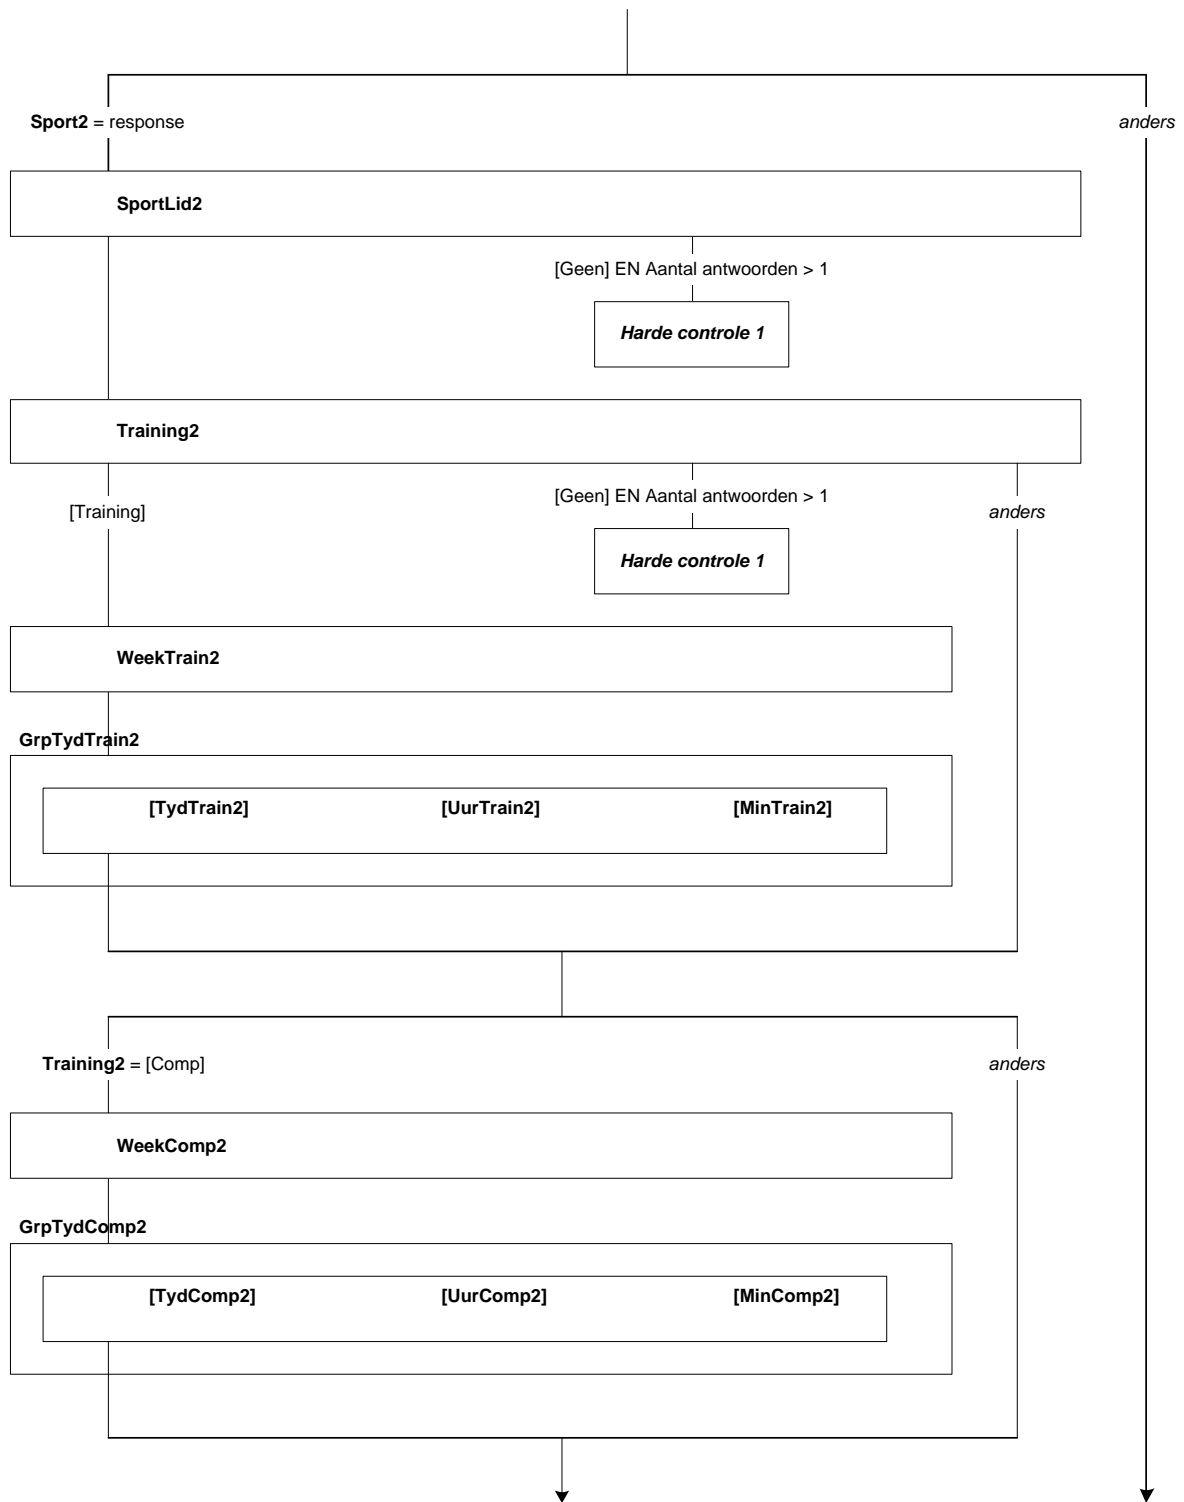 Sport2 = response
anders
SportLid2
[Geen] EN Aantal antwoorden > 1
Harde controle 1
Training2
[Training]
[Geen] EN Aantal antwoorden > 1
anders
Harde controle 1
WeekTrain2
GrpTydTrain2
[TydTrain2] [UurTrain2] [MinTrain2]
Training2 = [Comp]
anders
WeekComp2
GrpTydComp2
[TydComp2] [UurComp2] [MinComp2]